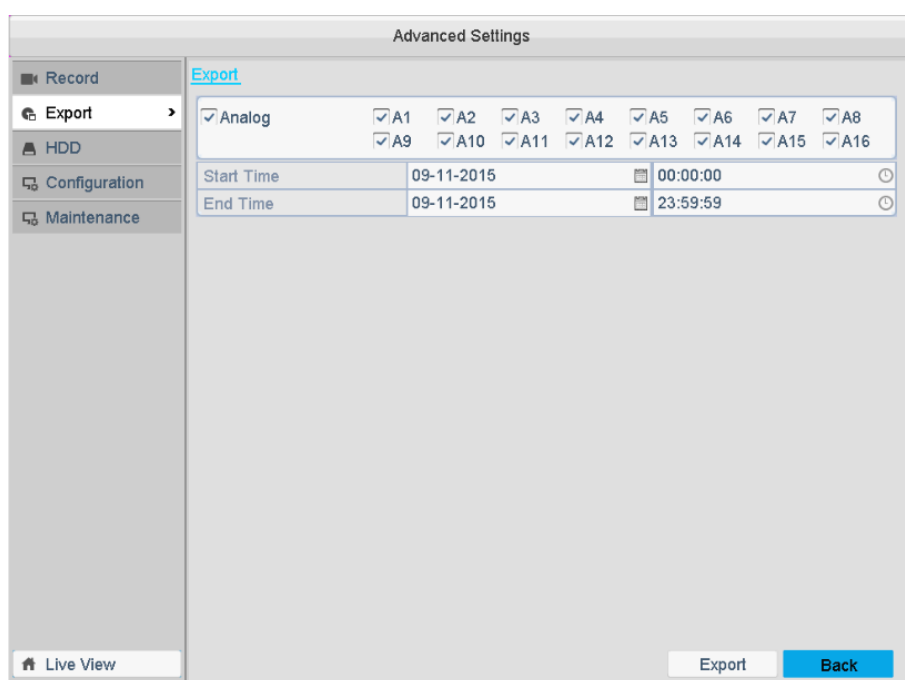 Advanced Settings
Record
Export >
HDD
Configuration
Maintenance
Live View
Export
Analog A1 A2 A3 A4 A5 A6 A7 A8
A9 A10 A11 A12 A13 A14 A15 A16
Start Time 09-11-2015 00:00:00
End Time 09-11-2015 23:59:59
Export Back